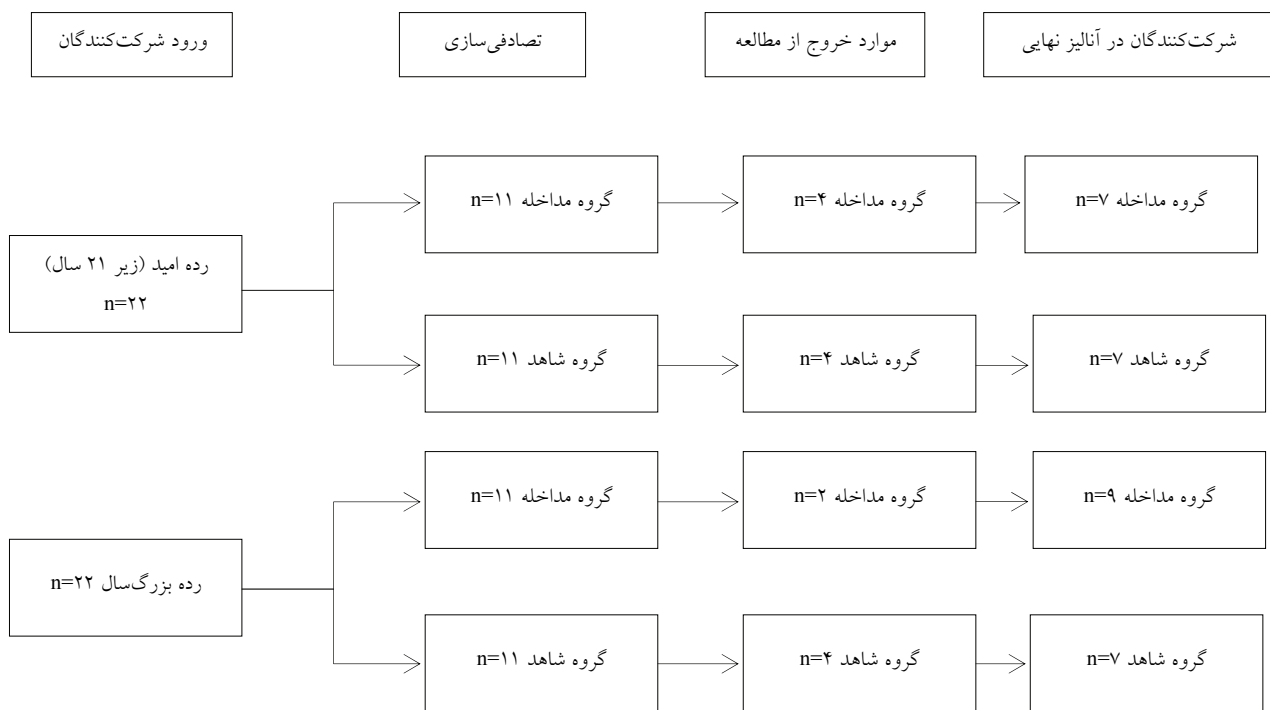 ورود شرکت‌کنندگان
تصادفی‌سازی
موارد خروج از مطالعه
شرکت‌کنندگان در آنالیز نهایی
رده امید (زیر ۲۱ سال)
n=۲۲
گروه مداخله n=۱۱
گروه مداخله n=۴
گروه مداخله n=۷
گروه شاهد n=۱۱
گروه شاهد n=۴
گروه شاهد n=۷
رده بزرگ‌سال n=۲۲
گروه مداخله n=۱۱
گروه مداخله n=۲
گروه مداخله n=۹
گروه شاهد n=۱۱
گروه شاهد n=۴
گروه شاهد n=۷